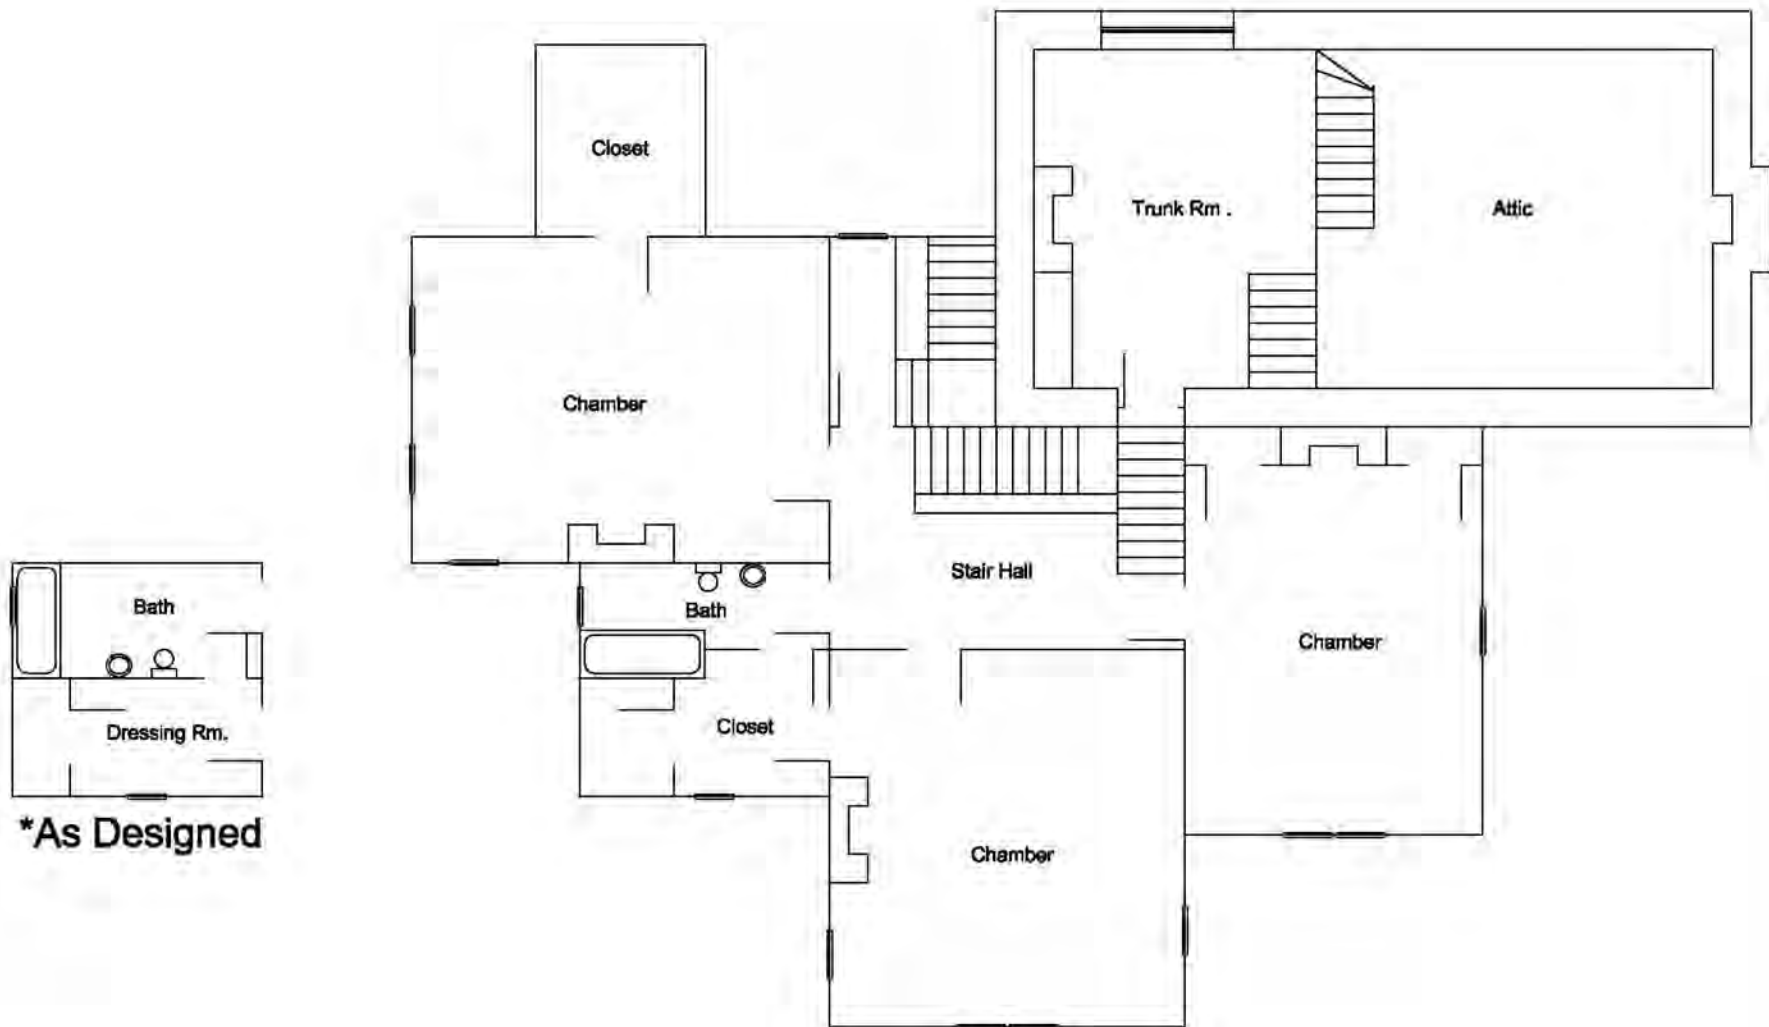 Closet
Trunk Rm .
Attic
Chamber
Stair Hall
Bath
Bath
Chamber
Closet
Dressing Rm.
*As Designed
Chamber